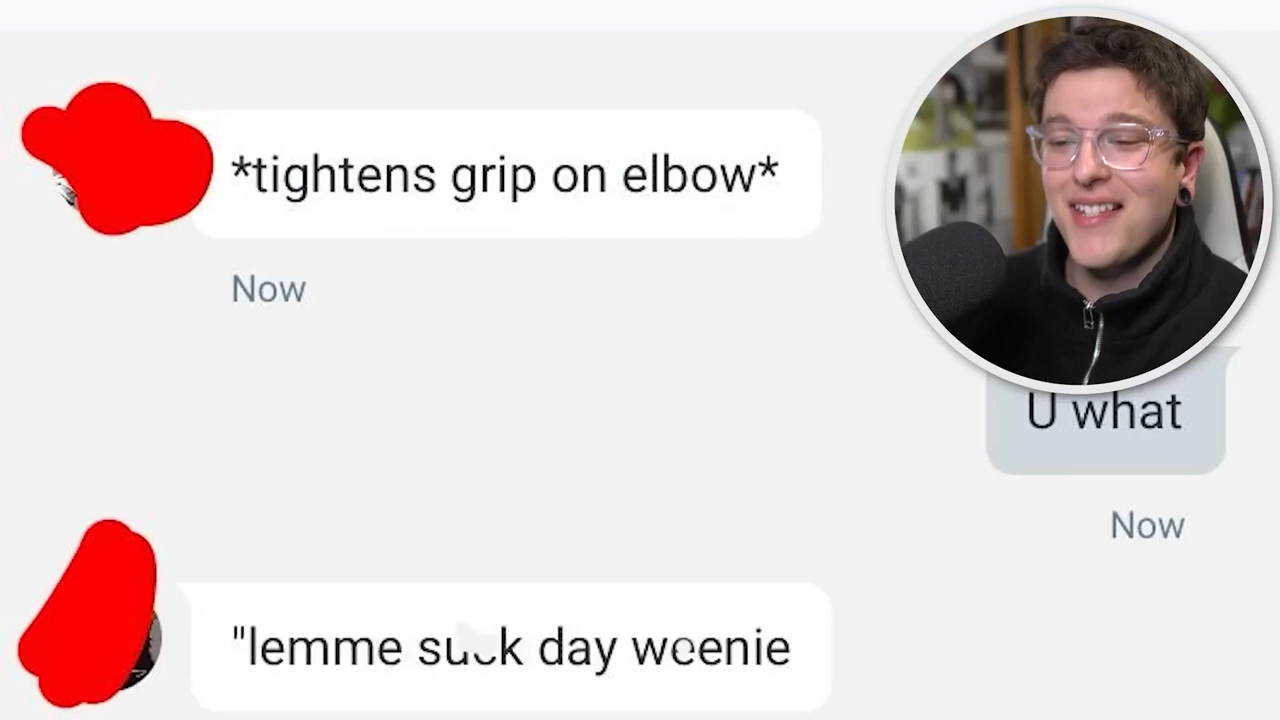 *tightens grip on elbow*
Now
U what
Now
"lemme suck day weenie